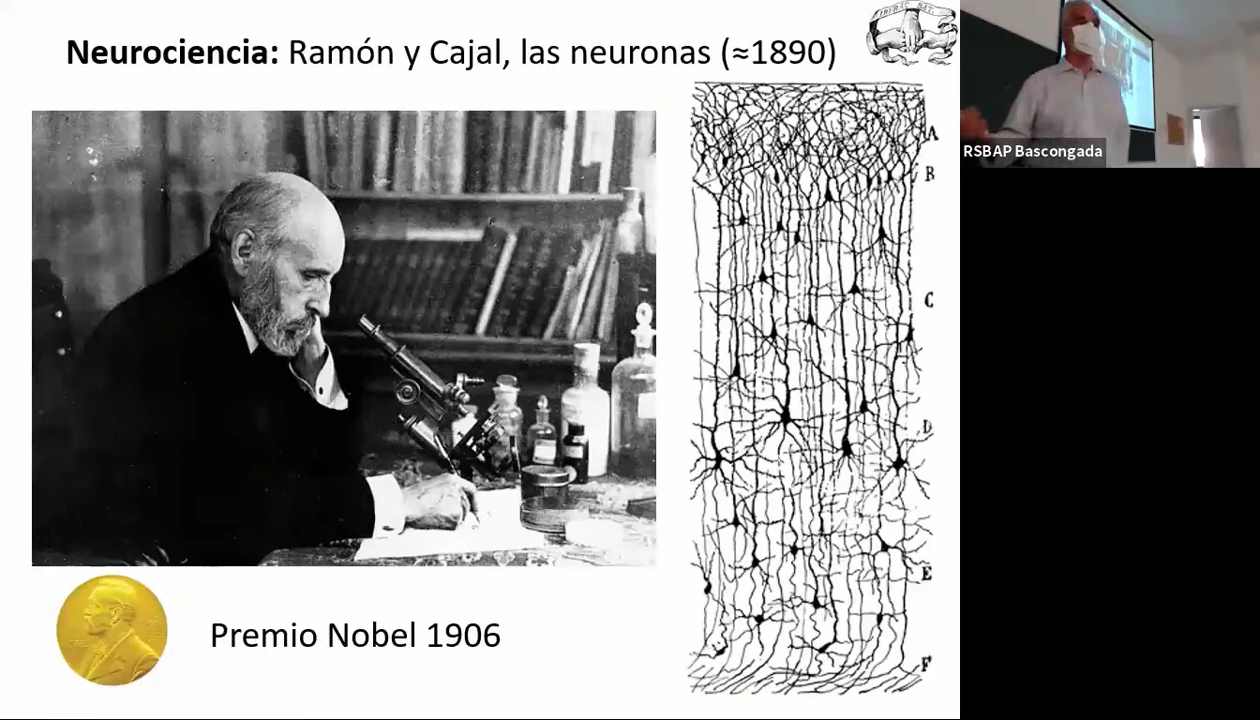 Neurociencia: Ramón y Cajal, las neuronas (≈1890)
RSBAP Bascongada
A
B
C
D
E
F
Premio Nobel 1906